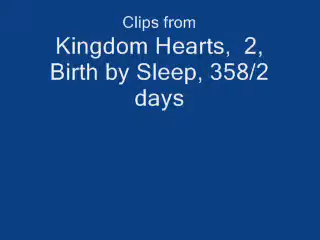 Clips from
Kingdom Hearts,  2,
Birth by Sleep, 358/2
days